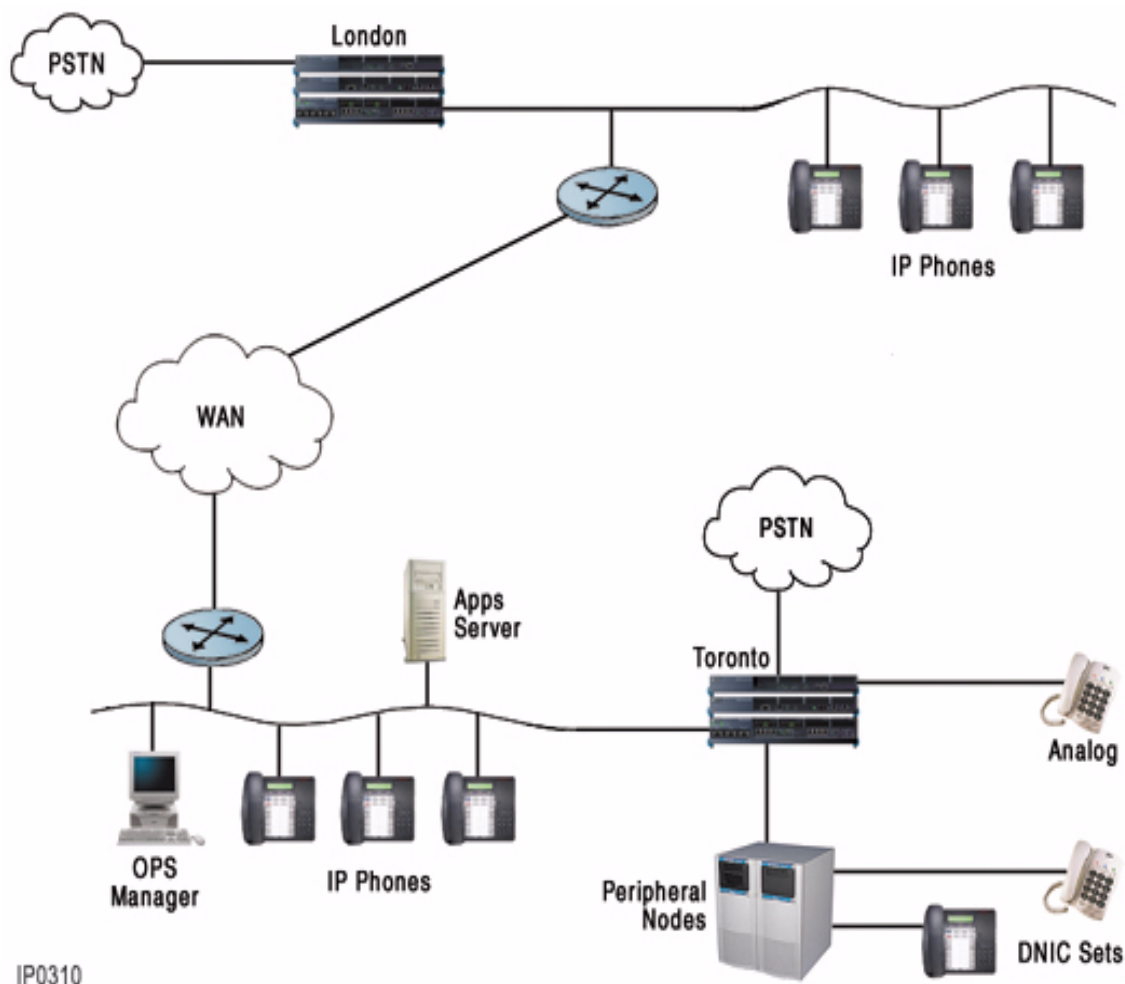 London
PSTN
IP Phones
WAN
PSTN
Apps
Server
Toronto
Analog
OPS
Manager
IP Phones
Peripheral
Nodes
DNIC Sets
IP0310